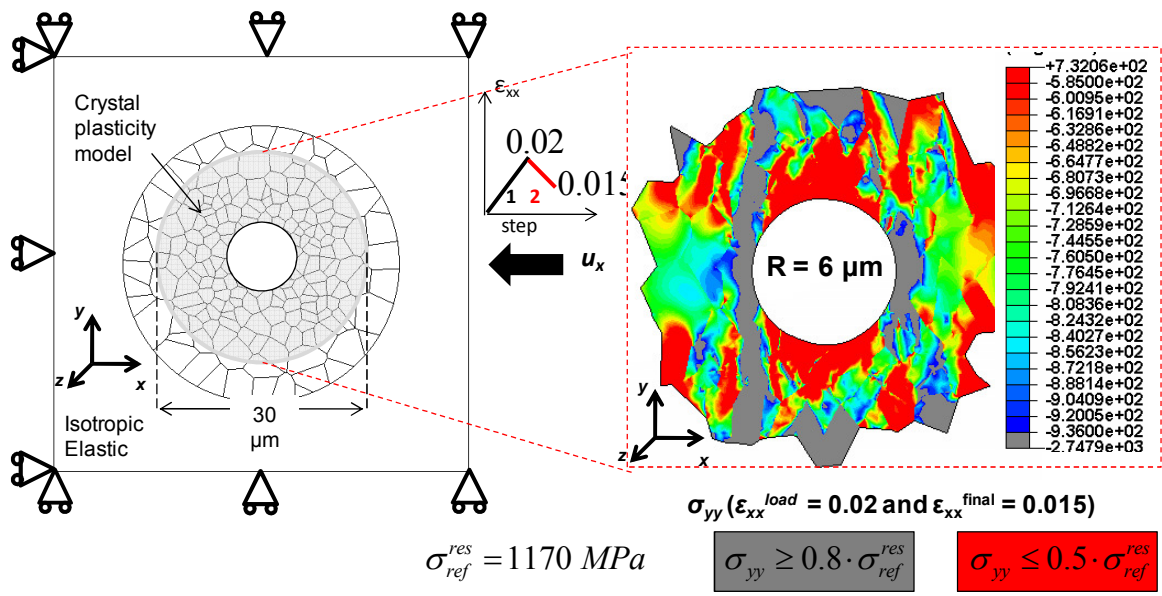 Crystal
plasticity
model
y
x
z
Isotropic
Elastic
30
µm
ε_xx
0.02
0.015
1
2
step
u_x
R = 6 µm
y
x
z
+7.3206e+02
-5.8500e+02
-6.0095e+02
-6.1691e+02
-6.3286e+02
-6.4882e+02
-6.6477e+02
-6.8073e+02
-6.9668e+02
-7.1264e+02
-7.2859e+02
-7.4455e+02
-7.6050e+02
-7.7645e+02
-7.9241e+02
-8.0836e+02
-8.2432e+02
-8.4027e+02
-8.5623e+02
-8.7218e+02
-8.8814e+02
-9.0409e+02
-9.2005e+02
-9.3600e+02
-2.7479e+03
σ_yy (ε_xx^load = 0.02 and ε_xx^final = 0.015)
σ_ref^res = 1170 MPa
σ_yy ≥ 0.8 · σ_ref^res
σ_yy ≤ 0.5 · σ_ref^res